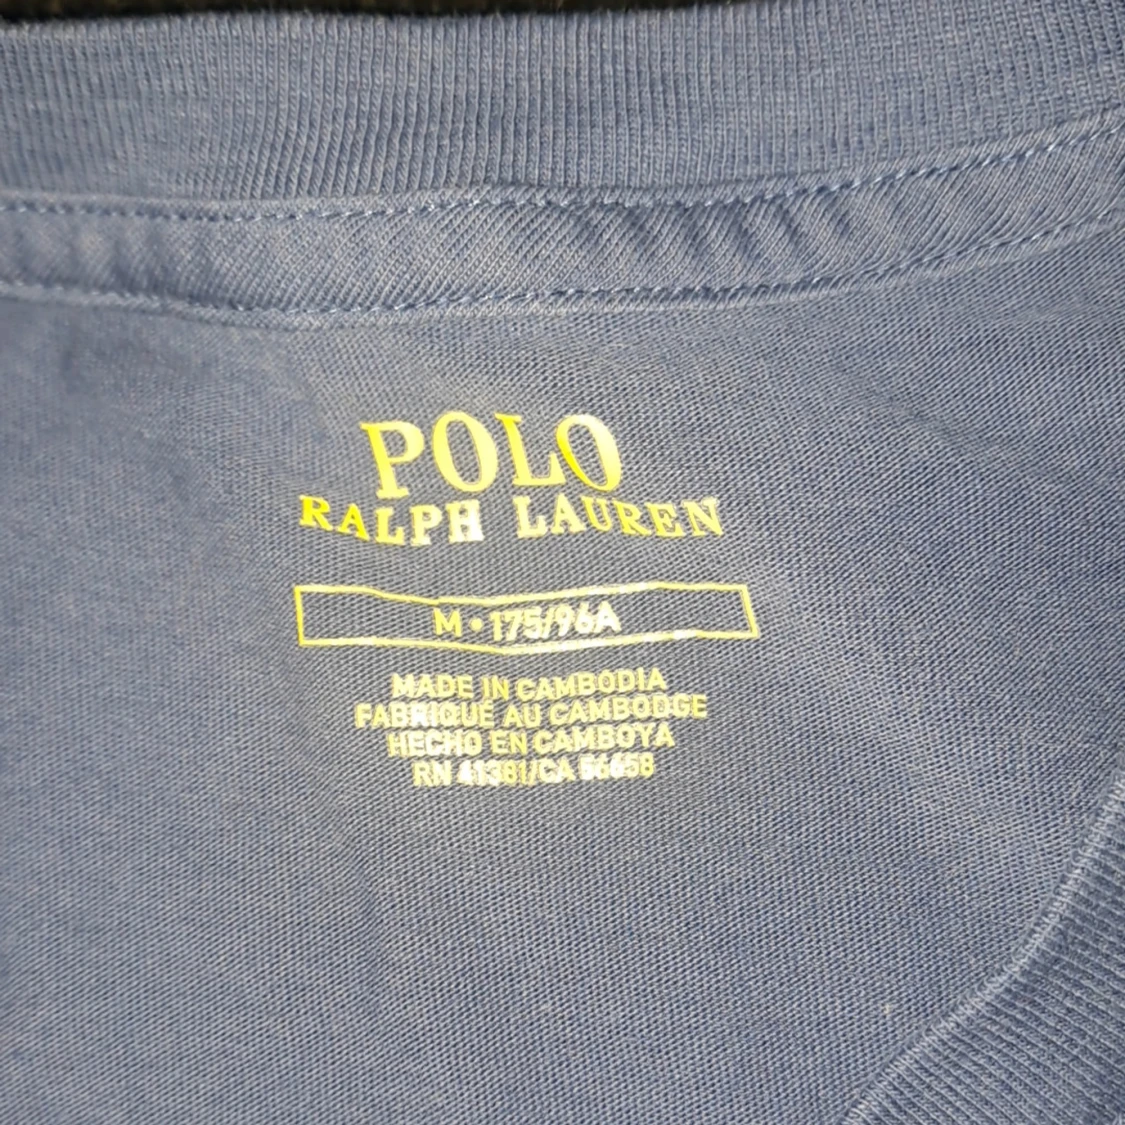 POLO
RALPH LAUREN
M • 175/96A
MADE IN CAMBODIA
FABRIQUÉ AU CAMBODGE
HECHO EN CAMBOYA
RN 41381/CA 56658